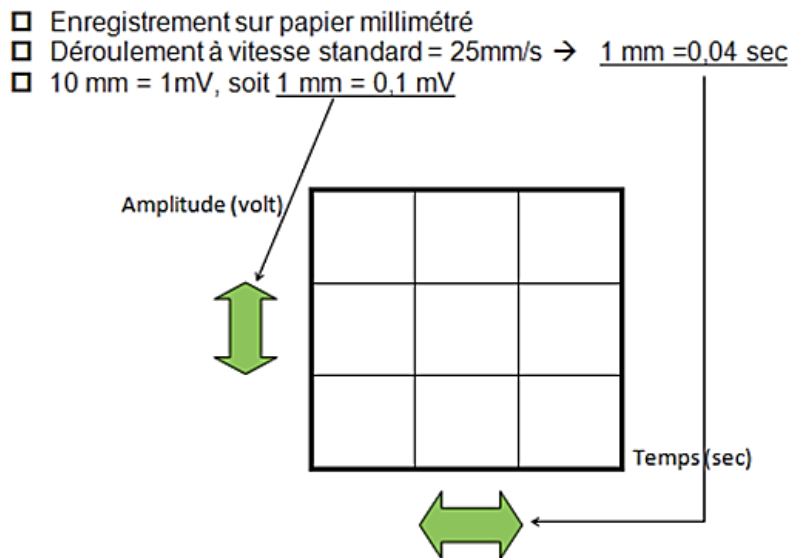 Enregistrement sur papier millimétré
Déroulement à vitesse standard = 25mm/s → 1 mm =0,04 sec
10 mm = 1mV, soit 1 mm = 0,1 mV
Amplitude (volt)
Temps (sec)